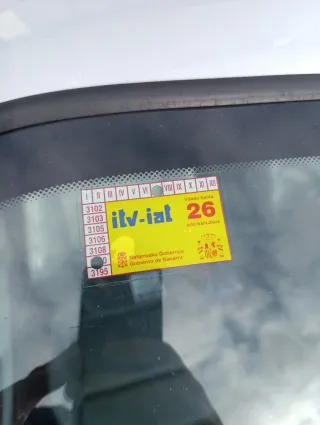 I II III IV V VI VIII IX X XI XII
3102
3103
3105
3106
3108
3195
itv-iat
Válido hasta
26
Nafarroako Gobernua
Gobierno de Navarra